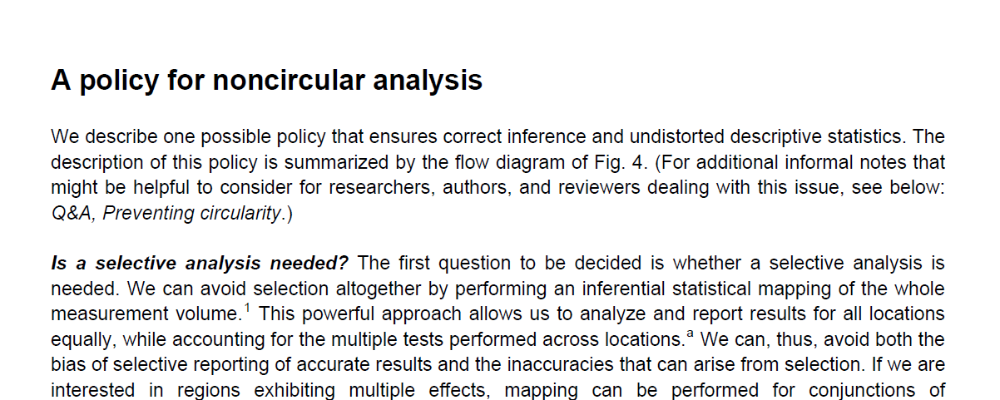 A policy for noncircular analysis
We describe one possible policy that ensures correct inference and undistorted descriptive statistics. The
description of this policy is summarized by the flow diagram of Fig. 4. (For additional informal notes that
might be helpful to consider for researchers, authors, and reviewers dealing with this issue, see below:
Q&A, Preventing circularity.)
Is a selective analysis needed? The first question to be decided is whether a selective analysis is
needed. We can avoid selection altogether by performing an inferential statistical mapping of the whole
measurement volume.¹ This powerful approach allows us to analyze and report results for all locations
equally, while accounting for the multiple tests performed across locations.ᵃ We can, thus, avoid both the
bias of selective reporting of accurate results and the inaccuracies that can arise from selection. If we are
interested in regions exhibiting multiple effects, mapping can be performed for conjunctions of